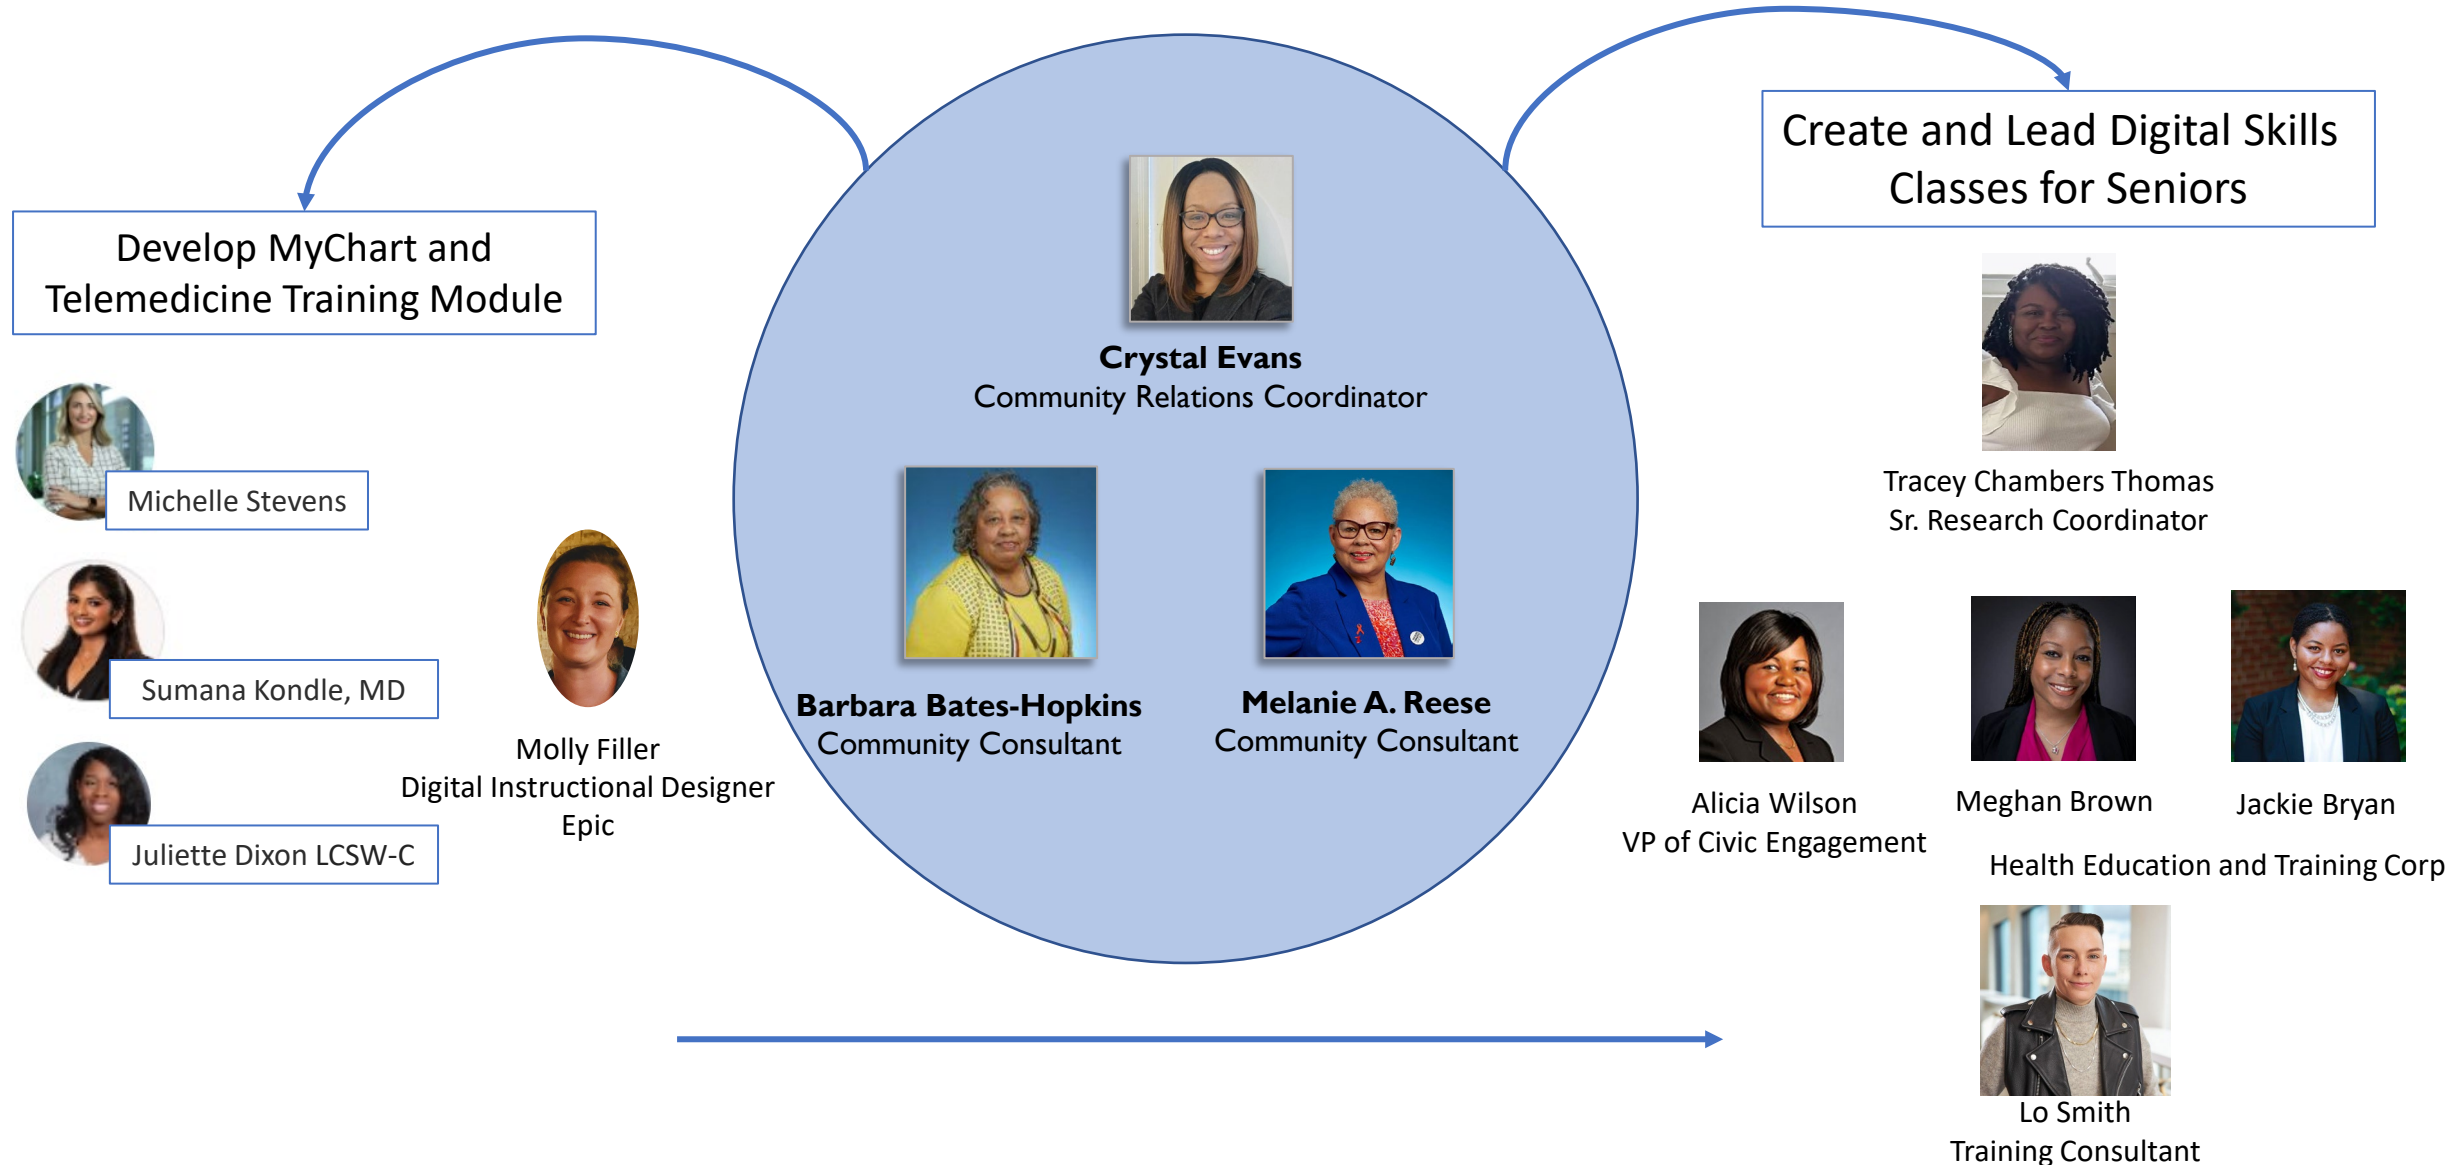 Develop MyChart and
Telemedicine Training Module
Michelle Stevens
Sumana Kondle, MD
Juliette Dixon LCSW-C
Molly Filler
Digital Instructional Designer
Epic
Crystal Evans
Community Relations Coordinator
Barbara Bates-Hopkins
Community Consultant
Melanie A. Reese
Community Consultant
Create and Lead Digital Skills
Classes for Seniors
Tracey Chambers Thomas
Sr. Research Coordinator
Alicia Wilson
VP of Civic Engagement
Meghan Brown
Jackie Bryan
Health Education and Training Corp
Lo Smith
Training Consultant